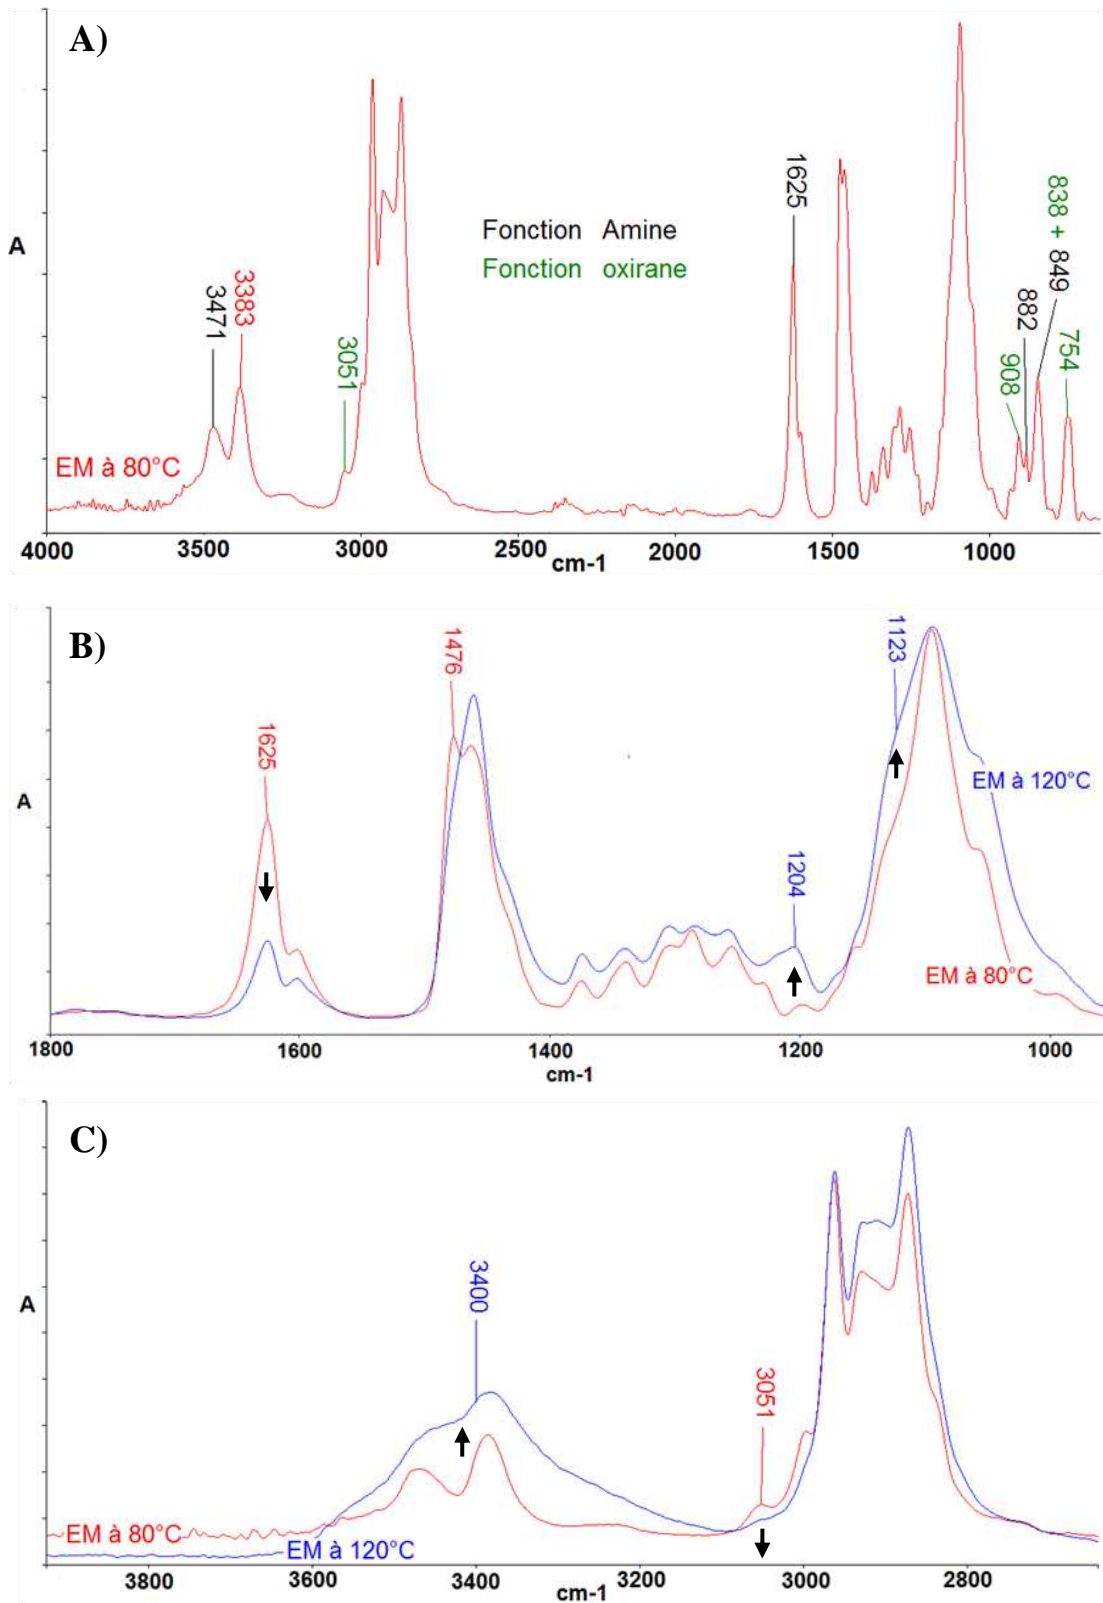 A)
A
3471
3383
3051
Fonction Amine
Fonction oxirane
1625
838 + 849
882
908
754
EM à 80°C
4000 3500 3000 2500 2000 1500 1000
cm-1
B)
A
1625
1476
1123
1204
EM à 120°C
EM à 80°C
1800 1600 1400 1200 1000
cm-1
C)
A
3400
3051
EM à 80°C
EM à 120°C
3800 3600 3400 3200 3000 2800
cm-1